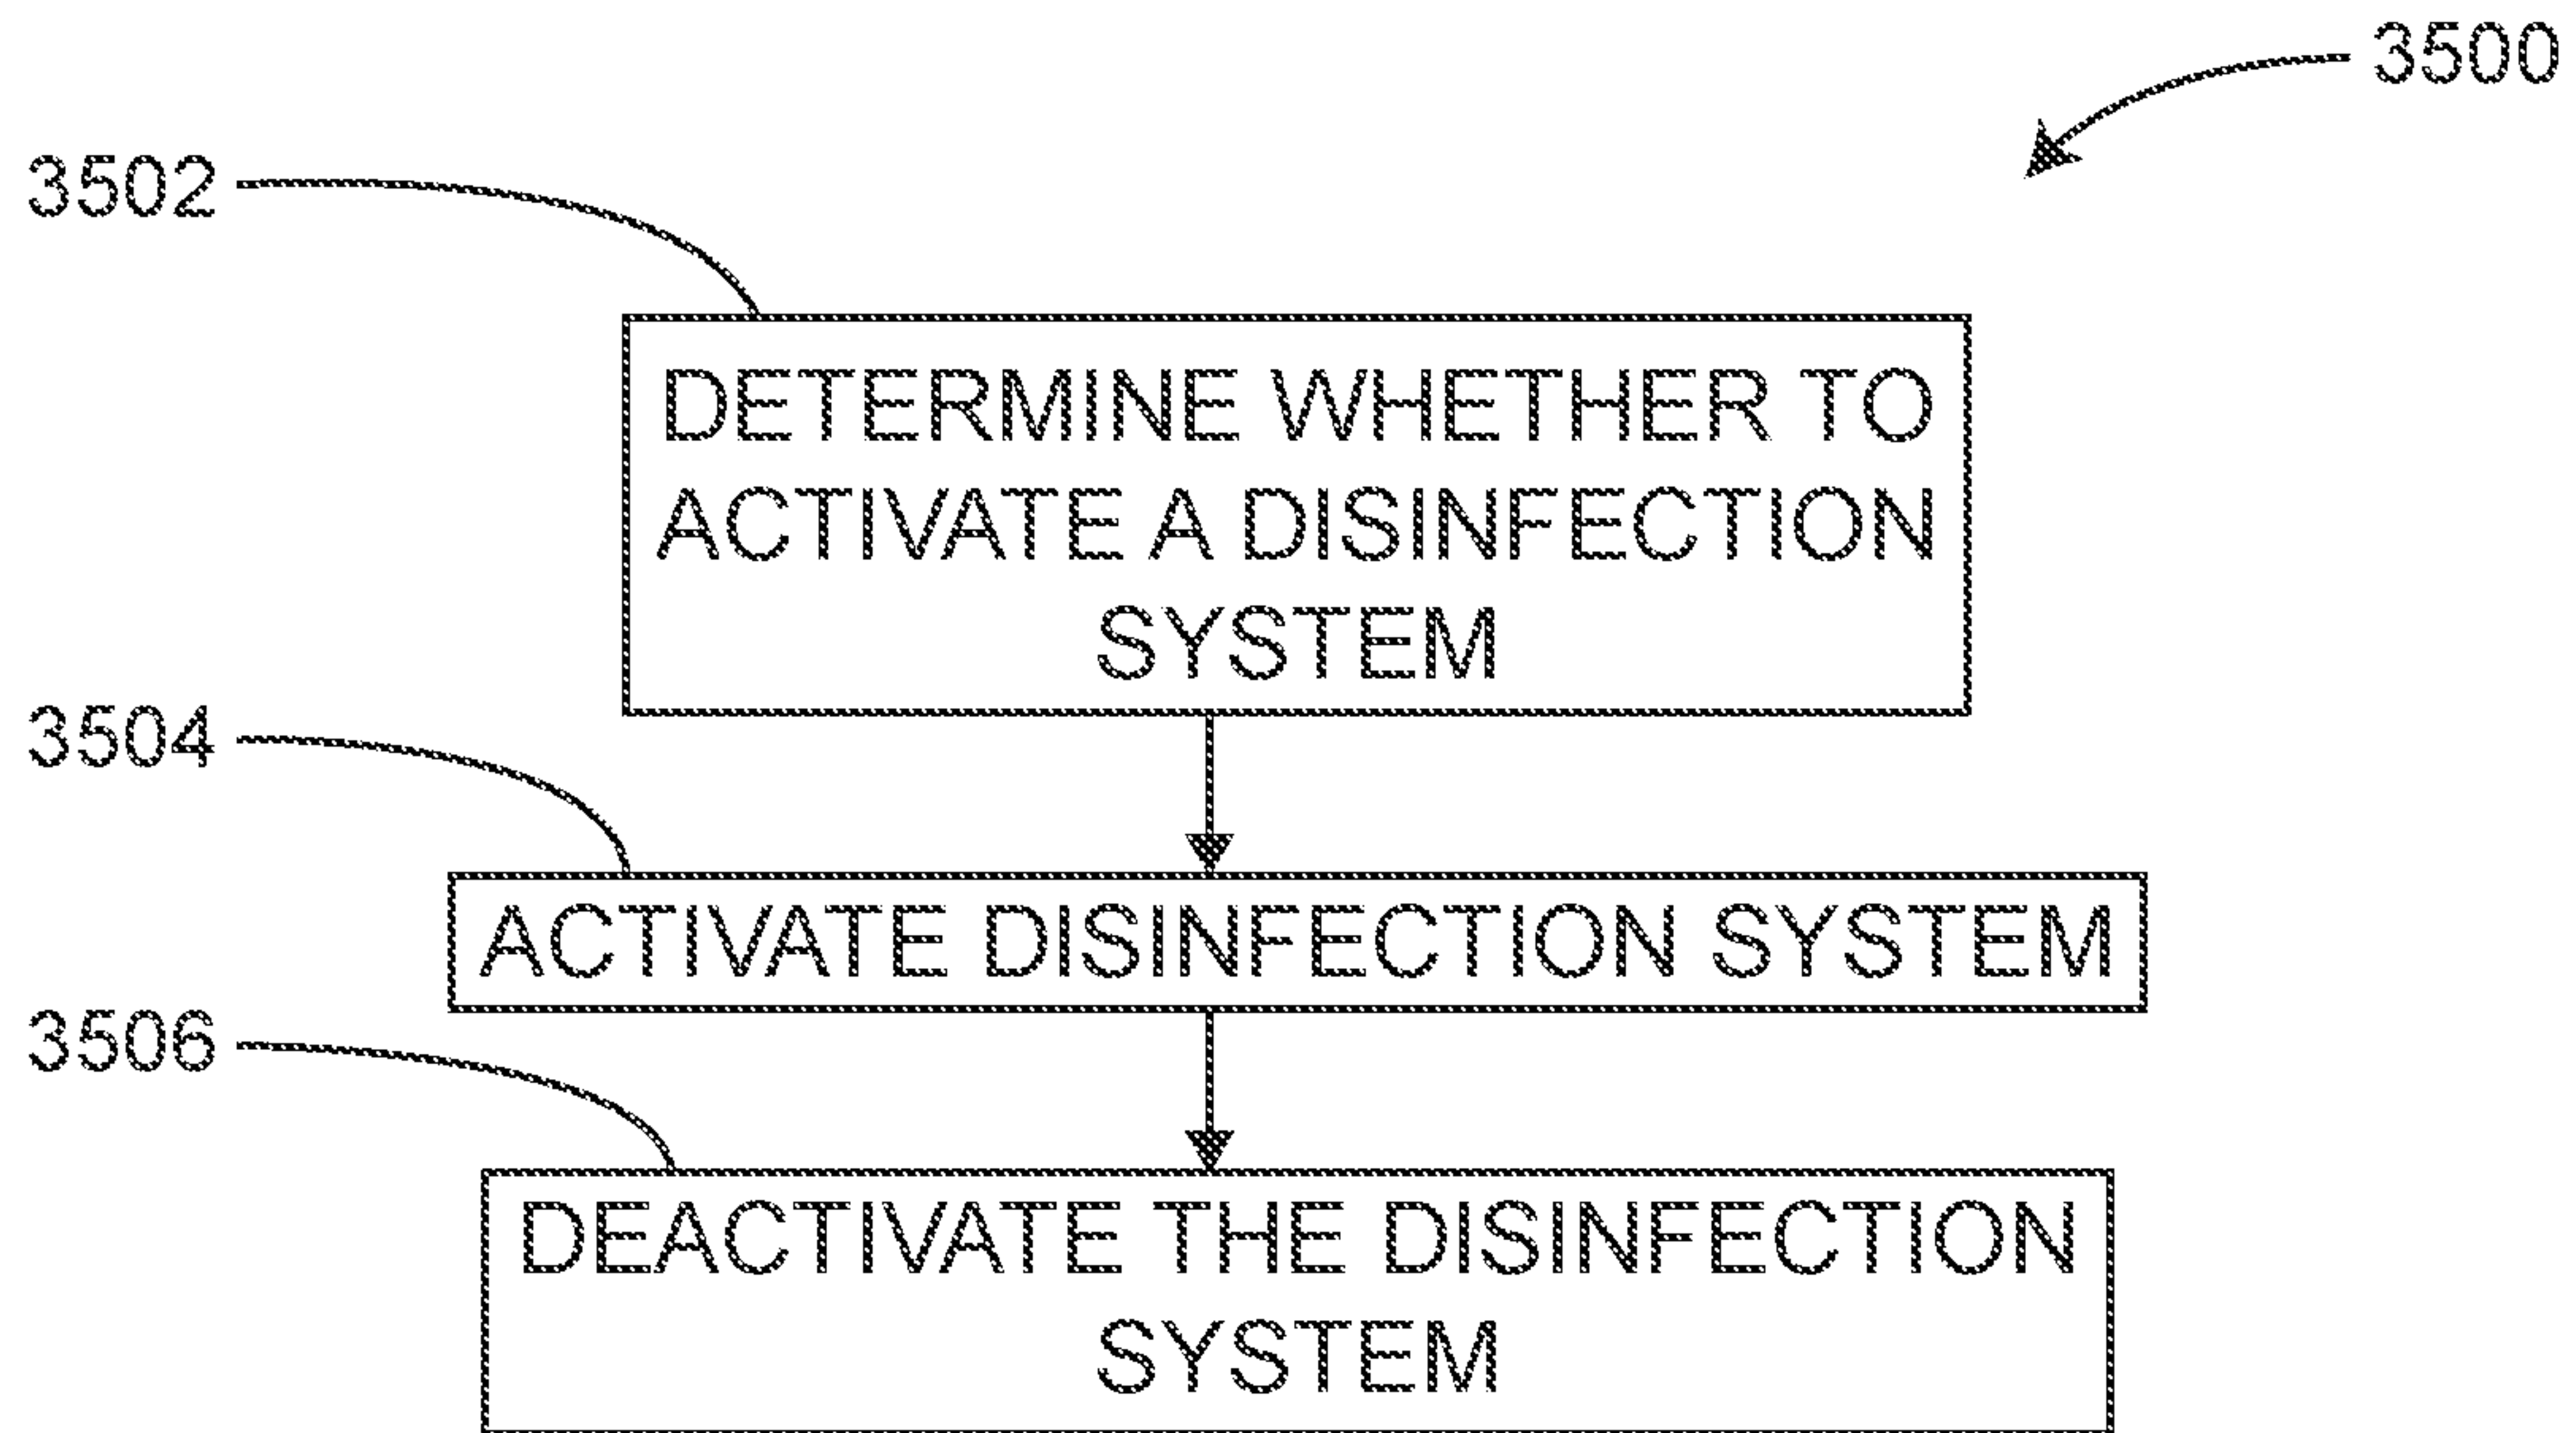 3500
3502
DETERMINE WHETHER TO
ACTIVATE A DISINFECTION
SYSTEM
3504
ACTIVATE DISINFECTION SYSTEM
3506
DEACTIVATE THE DISINFECTION
SYSTEM